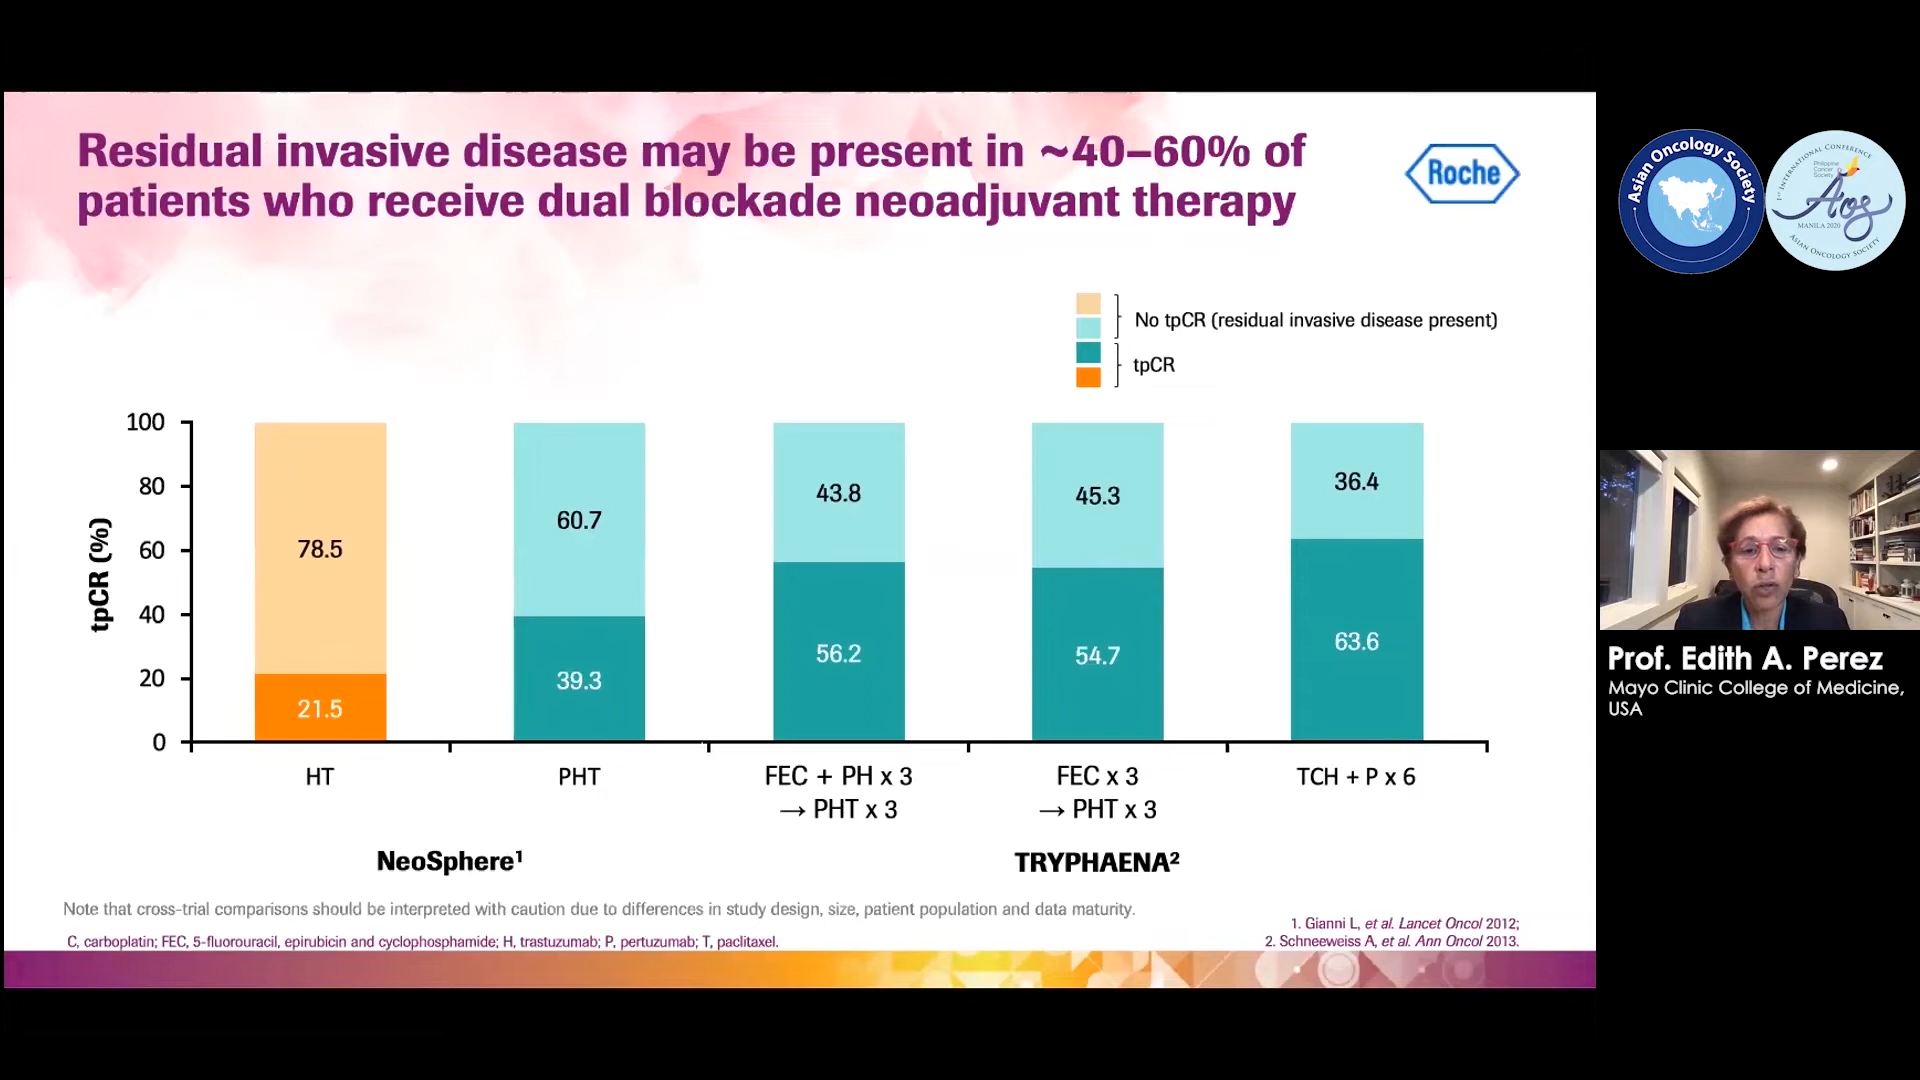 Residual invasive disease may be present in ~40–60% of
patients who receive dual blockade neoadjuvant therapy
Roche
Asian Oncology Society
1st INTERNATIONAL CONFERENCE
Philippine
Cancer
Society
Aos
MANILA 2020
ASIAN ONCOLOGY SOCIETY
No tpCR (residual invasive disease present)
tpCR
tpCR (%)
100
80
60
40
20
0
78.5
60.7
43.8
45.3
36.4
21.5
39.3
56.2
54.7
63.6
HT
PHT
FEC + PH x 3
→ PHT x 3
FEC x 3
→ PHT x 3
TCH + P x 6
NeoSphere¹
TRYPHAENA²
Note that cross-trial comparisons should be interpreted with caution due to differences in study design, size, patient population and data maturity.
C, carboplatin; FEC, 5-fluorouracil, epirubicin and cyclophosphamide; H, trastuzumab; P, pertuzumab; T, paclitaxel.
1. Gianni L, et al. Lancet Oncol 2012;
2. Schneeweiss A, et al. Ann Oncol 2013.
Prof. Edith A. Perez
Mayo Clinic College of Medicine,
USA